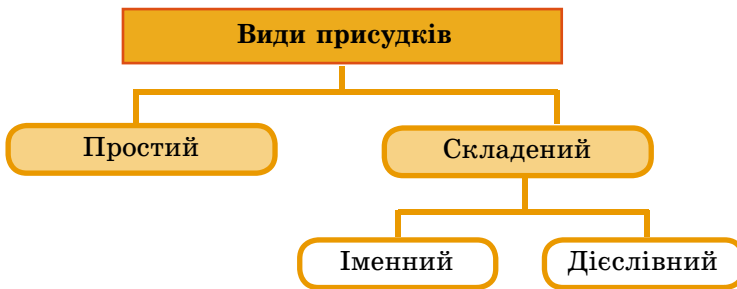 Види присудків
Простий
Складений
Іменний
Дієслівний